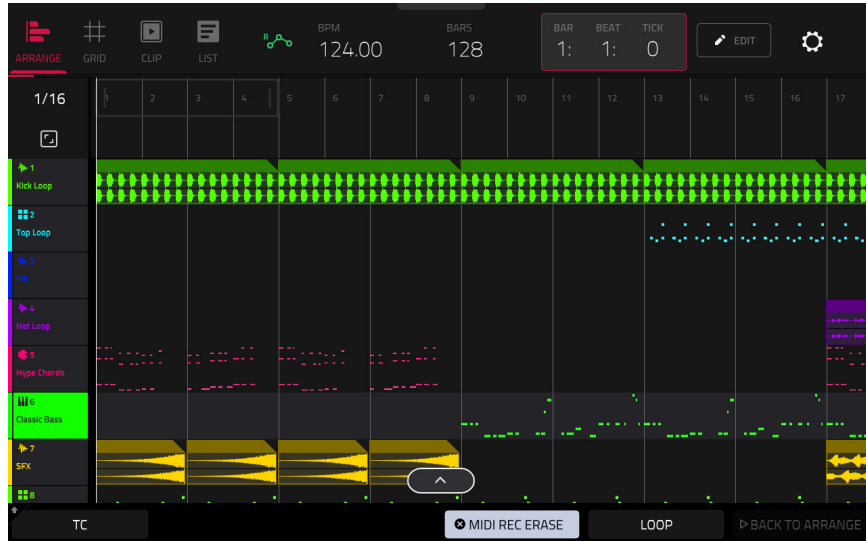 R
BPM
BARS
BAR BEAT TICK
124.00
128
1: 1: 0
EDIT
ARRANGE GRID CLIP LIST
1/16
1 2 3 4 5 6 7 8 9 10 11 12 13 14 15 16 17
1
Kick Loop
2
Top Loop
3
4
Hat Loop
5
Hype Chords
6
Classic Bass
7
SFX
8
TC
MIDI REC ERASE
LOOP
BACK TO ARRANGE